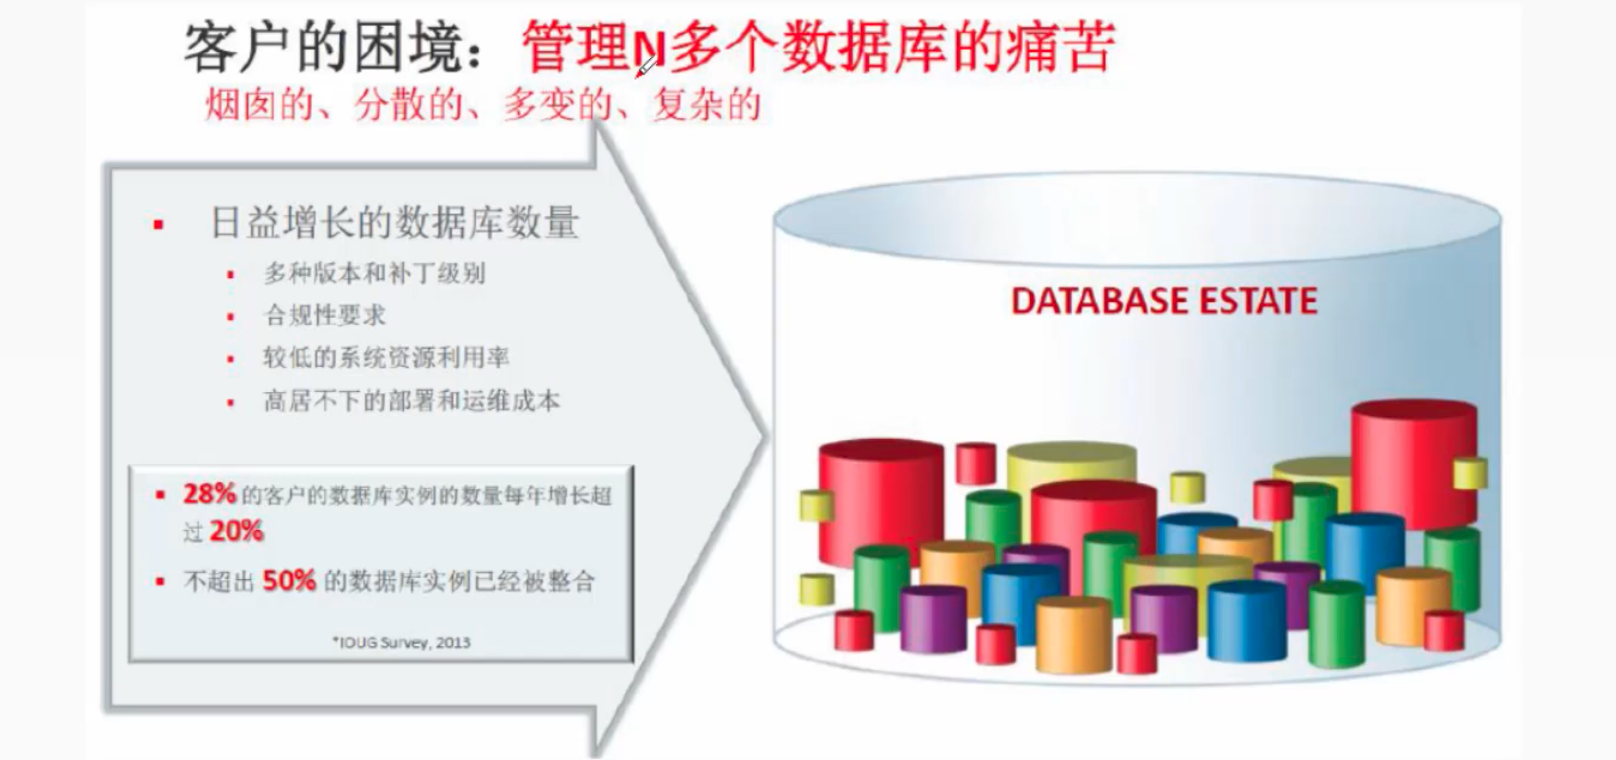 客户的困境：管理N多个数据库的痛苦
烟囱的、分散的、多变的、复杂的
日益增长的数据库数量
多种版本和补丁级别
合规性要求
较低的系统资源利用率
高居不下的部署和运维成本
28% 的客户的数据库实例的数量每年增长超
过 20%
不超出 50% 的数据库实例已经被整合
*IOUG Survey, 2013
DATABASE ESTATE